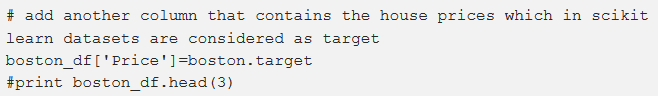 # add another column that contains the house prices which in scikit
learn datasets are considered as target
boston_df['Price']=boston.target
#print boston_df.head(3)